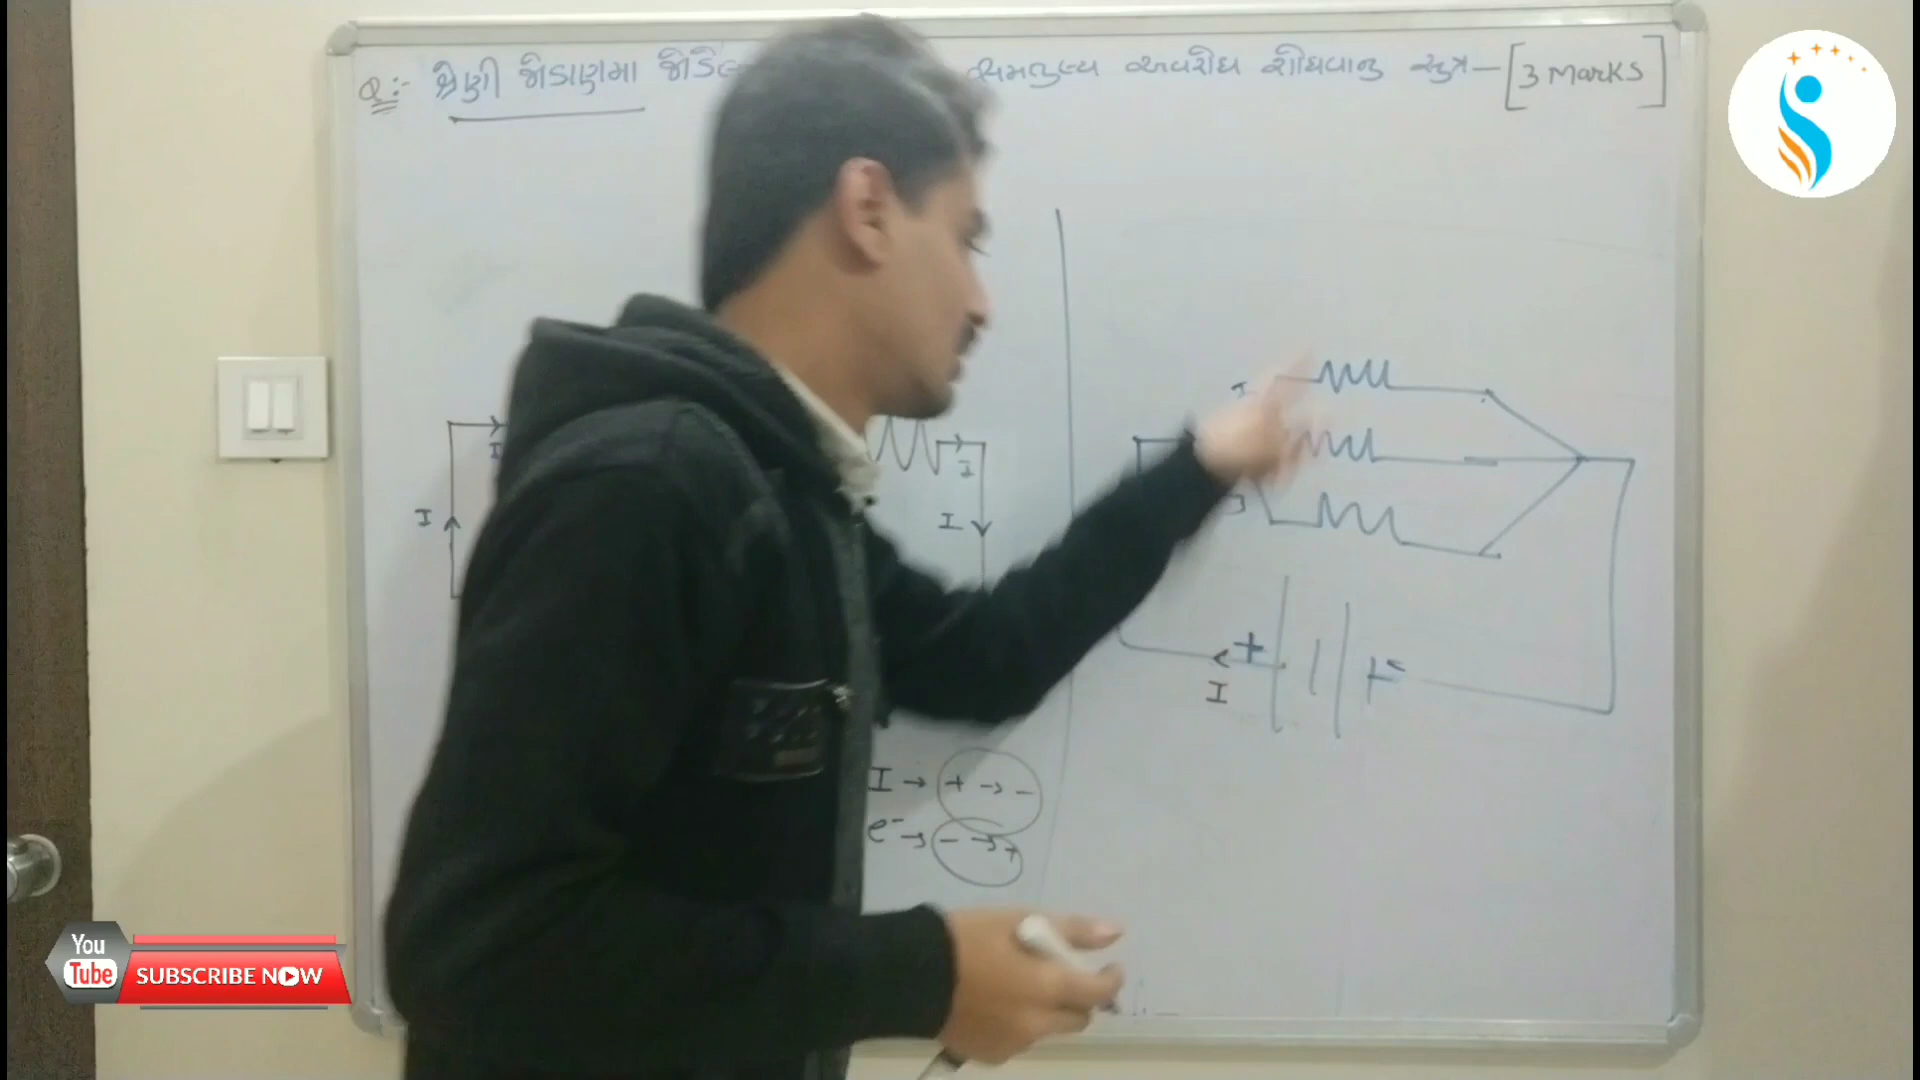 Q:- શ્રેણી જોડાણમા સમતુલ્ય અવરોધ શોધવાનુ સુત્ર — [3 Marks]
I
I
I
I
I
I → + → -
e⁻ → - → +
+
I
You
Tube
SUBSCRIBE NOW